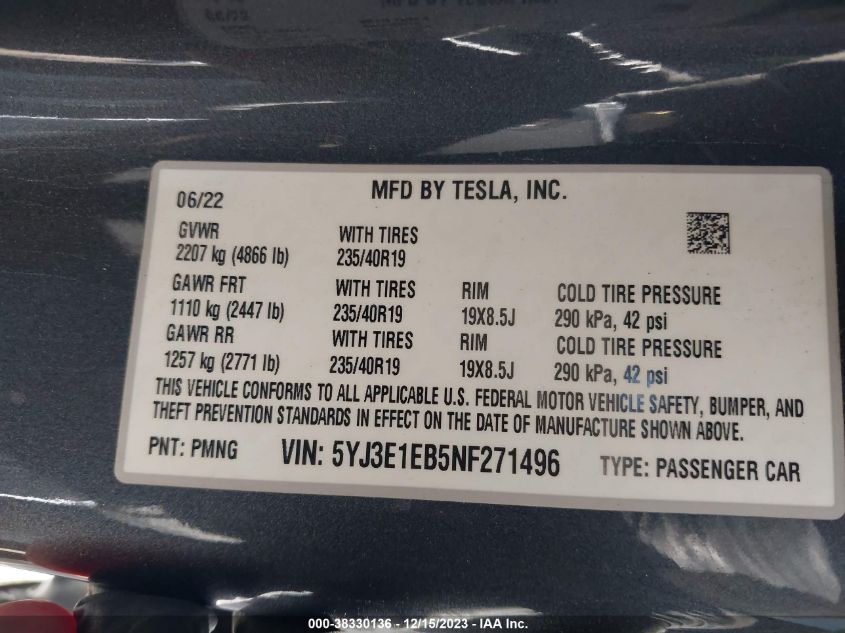 06/22 MFD BY TESLA, INC.
GVWR WITH TIRES
2207 kg (4866 lb) 235/40R19
GAWR FRT WITH TIRES RIM COLD TIRE PRESSURE
1110 kg (2447 lb) 235/40R19 19X8.5J 290 kPa, 42 psi
GAWR RR WITH TIRES RIM COLD TIRE PRESSURE
1257 kg (2771 lb) 235/40R19 19X8.5J 290 kPa, 42 psi
THIS VEHICLE CONFORMS TO ALL APPLICABLE U.S. FEDERAL MOTOR VEHICLE SAFETY, BUMPER, AND
THEFT PREVENTION STANDARDS IN EFFECT ON THE DATE OF MANUFACTURE SHOWN ABOVE.
PNT: PMNG VIN: 5YJ3E1EB5NF271496 TYPE: PASSENGER CAR
000-38330136 - 12/15/2023 - IAA Inc.